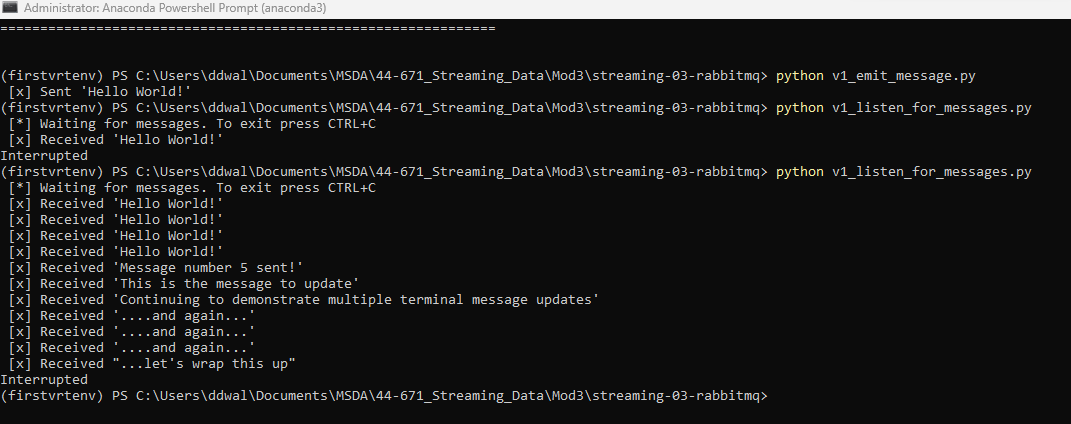 Administrator: Anaconda Powershell Prompt (anaconda3)
==============================================================
(firstvrtenv) PS C:\Users\ddwal\Documents\MSDA\44-671_Streaming_Data\Mod3\streaming-03-rabbitmq> python v1_emit_message.py
[x] Sent 'Hello World!'
(firstvrtenv) PS C:\Users\ddwal\Documents\MSDA\44-671_Streaming_Data\Mod3\streaming-03-rabbitmq> python v1_listen_for_messages.py
[*] Waiting for messages. To exit press CTRL+C
[x] Received 'Hello World!'
Interrupted
(firstvrtenv) PS C:\Users\ddwal\Documents\MSDA\44-671_Streaming_Data\Mod3\streaming-03-rabbitmq> python v1_listen_for_messages.py
[*] Waiting for messages. To exit press CTRL+C
[x] Received 'Hello World!'
[x] Received 'Hello World!'
[x] Received 'Hello World!'
[x] Received 'Hello World!'
[x] Received 'Message number 5 sent!'
[x] Received 'This is the message to update'
[x] Received 'Continuing to demonstrate multiple terminal message updates'
[x] Received '....and again...'
[x] Received '....and again...'
[x] Received '....and again...'
[x] Received "...let's wrap this up"
Interrupted
(firstvrtenv) PS C:\Users\ddwal\Documents\MSDA\44-671_Streaming_Data\Mod3\streaming-03-rabbitmq>